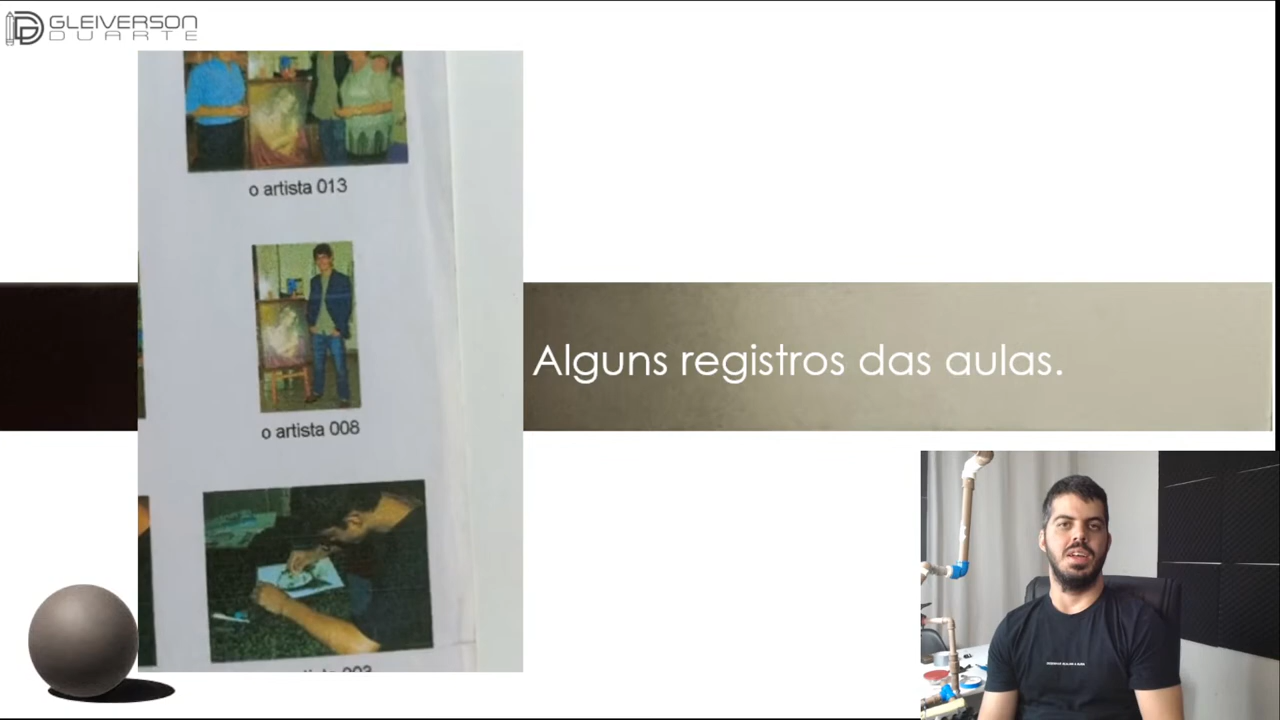 GLEIVERSON
DUARTE
o artista 013
o artista 008
Alguns registros das aulas.